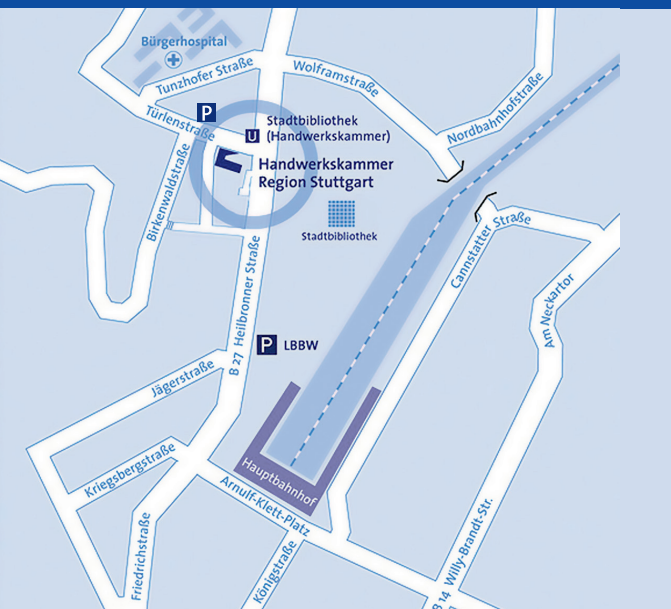 Bürgerhospital
Tunzhofer Straße
Wolframstraße
Nordbahnhofstraße
P
Türlenstraße
U
Stadtbibliothek
(Handwerkskammer)
Handwerkskammer
Region Stuttgart
Birkenwaldstraße
Stadtbibliothek
Cannstatter Straße
Am Neckartor
B 27 Heilbronner Straße
P
LBBW
Jägerstraße
Kriegsbergstraße
Hauptbahnhof
Arnulf-Klett-Platz
Friedrichstraße
Königstraße
B 14 Willy-Brandt-Str.